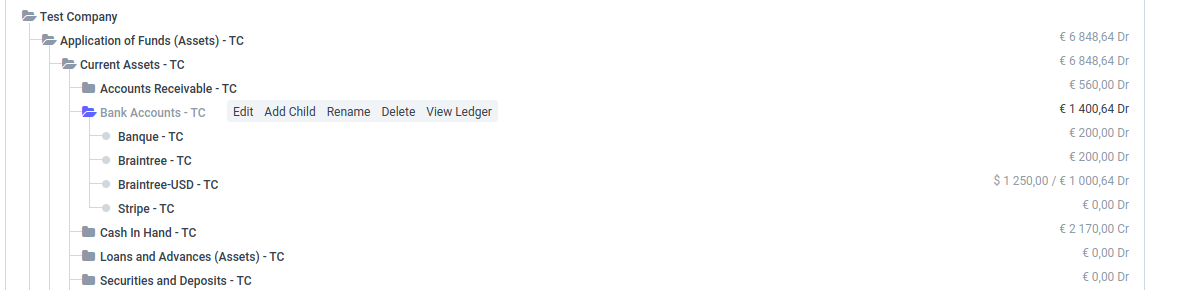 Test Company
Application of Funds (Assets) - TC € 6 848,64 Dr
Current Assets - TC € 6 848,64 Dr
Accounts Receivable - TC € 560,00 Dr
Bank Accounts - TC Edit Add Child Rename Delete View Ledger € 1 400,64 Dr
Banque - TC € 200,00 Dr
Braintree - TC € 200,00 Dr
Braintree-USD - TC $ 1 250,00 / € 1 000,64 Dr
Stripe - TC € 0,00 Dr
Cash In Hand - TC € 2 170,00 Cr
Loans and Advances (Assets) - TC € 0,00 Dr
Securities and Deposits - TC € 0,00 Dr